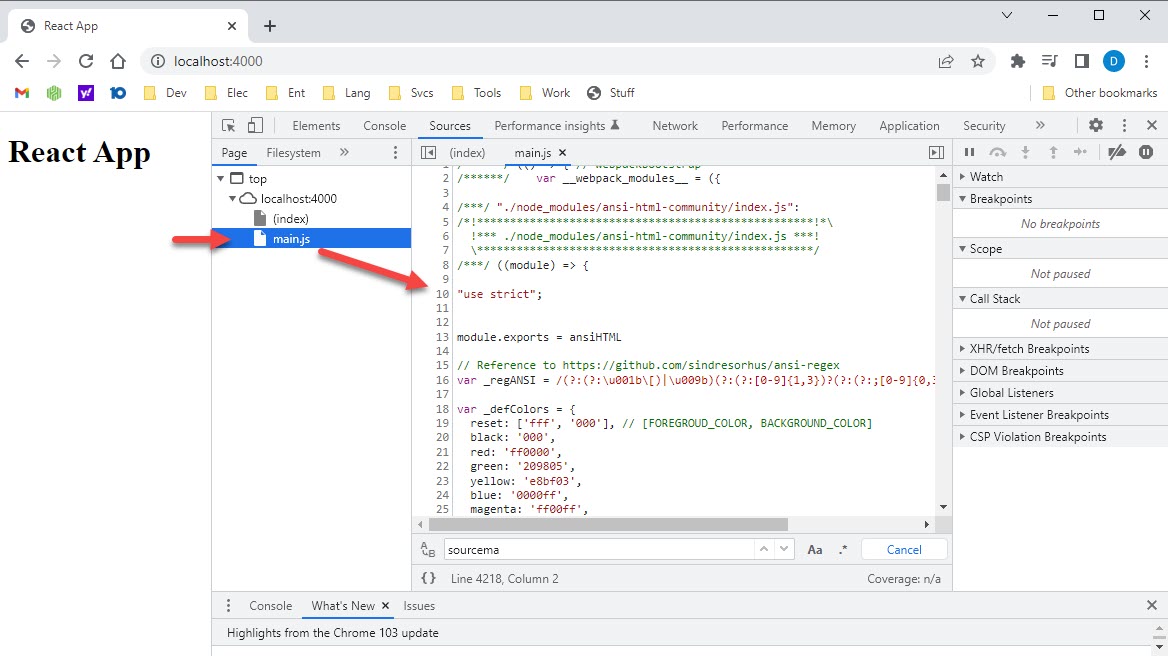 React App
localhost:4000
D
Dev
Elec
Ent
Lang
Svcs
Tools
Work
Stuff
Other bookmarks
React App
Elements
Console
Sources
Performance insights
Network
Performance
Memory
Application
Security
Page
Filesystem
top
localhost:4000
(index)
main.js
(index)
main.js
2 /******/ var __webpack_modules__ = ({
3
4 /***/ "./node_modules/ansi-html-community/index.js":
5 /*!***************************************************!*\
6 !*** ./node_modules/ansi-html-community/index.js ***!
7 \***************************************************/
8 /***/ ((module) => {
9
10 "use strict";
11
12
13 module.exports = ansiHTML
14
15 // Reference to https://github.com/sindresorhus/ansi-regex
16 var _regANSI = /(?:(?:\u001b\[)|\u009b)(?:(?:[0-9]{1,3})?(?:(?:;[0-9]{0,3
17
18 var _defColors = {
19 reset: ['fff', '000'], // [FOREGROUD_COLOR, BACKGROUND_COLOR]
20 black: '000',
21 red: 'ff0000',
22 green: '209805',
23 yellow: 'e8bf03',
24 blue: '0000ff',
25 magenta: 'ff00ff',
sourcema
Aa
.*
Cancel
{ }
Line 4218, Column 2
Coverage: n/a
Watch
Breakpoints
No breakpoints
Scope
Not paused
Call Stack
Not paused
XHR/fetch Breakpoints
DOM Breakpoints
Global Listeners
Event Listener Breakpoints
CSP Violation Breakpoints
Console
What's New
Issues
Highlights from the Chrome 103 update